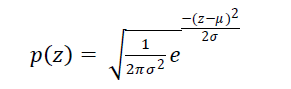 p(z) = √(1/(2πσ²)) e^(−(z−μ)²/(2σ))